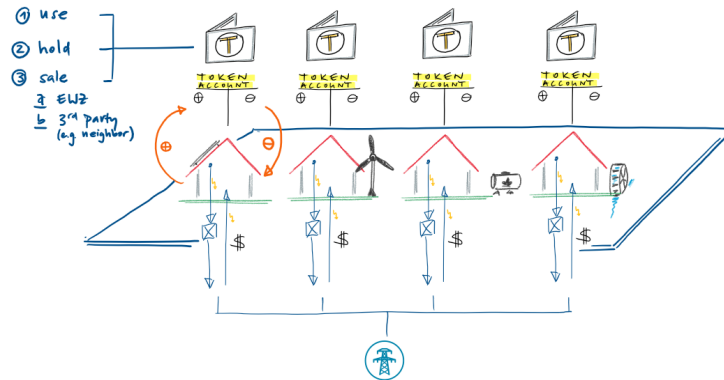 ① use
② hold
③ sale
a EWZ
b 3rd party
(e.g neighbor)
T
T
T
T
TOKEN
ACCOUNT
⊕ ⊖
TOKEN
ACCOUNT
⊕ ⊖
TOKEN
ACCOUNT
⊕ ⊖
TOKEN
ACCOUNT
⊕ ⊖
⊕
⊖
$
$
$
$